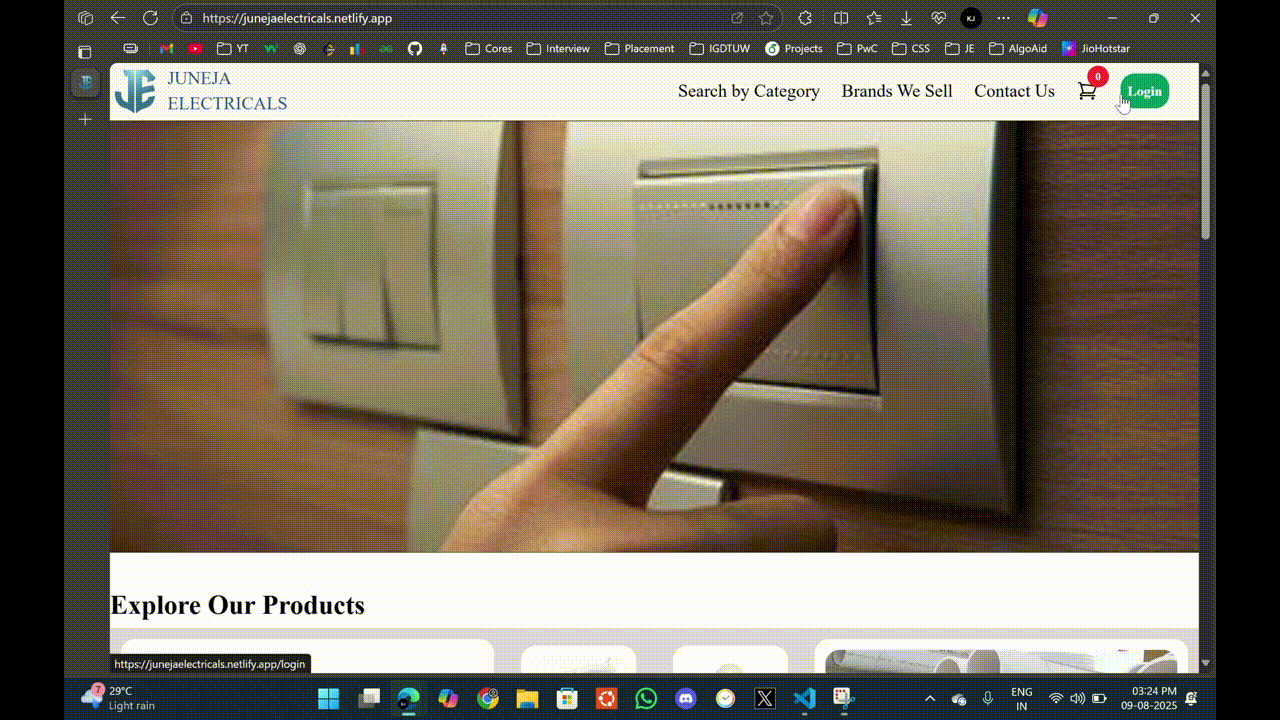 https://junejaelectricals.netlify.app
KJ
YT
Cores
Interview
Placement
IGDTUW
Projects
PwC
CSS
JE
AlgoAid
JioHotstar
JUNEJA
ELECTRICALS
Search by Category
Brands We Sell
Contact Us
0
Login
Explore Our Products
https://junejaelectricals.netlify.app/login
7
29°C
Light rain
ENG
IN
03:24 PM
09-08-2025